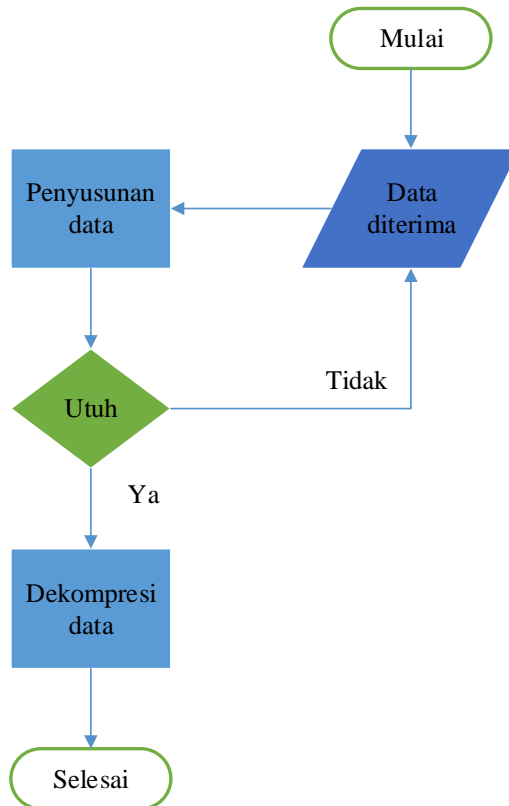 Mulai
Data
diterima
Penyusunan
data
Utuh
Tidak
Ya
Dekompresi
data
Selesai